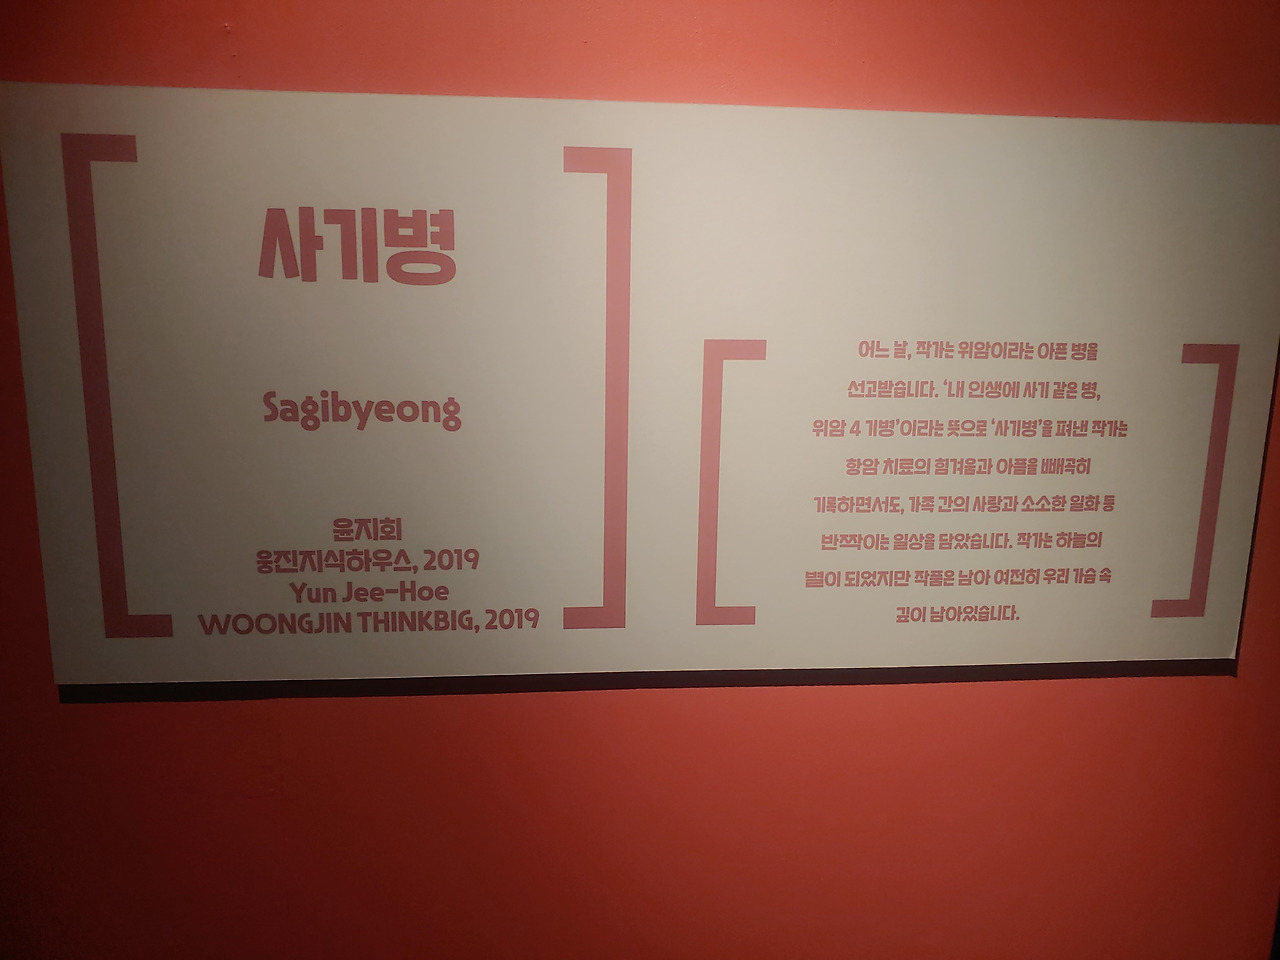 사기병
Sagibyeong
윤지회
웅진지식하우스, 2019
Yun Jee-Hoe
WOONGJIN THINKBIG, 2019
어느 날, 작가는 위암이라는 아픈 병을
선고받습니다. ‘내 인생에 사기 같은 병,
위암 4 기병’이라는 뜻으로 ‘사기병’을 펴낸 작가는
항암 치료의 힘겨움과 아픔을 빼곡히
기록하면서도, 가족 간의 사랑과 소소한 일화 등
반짝이는 일상을 담았습니다. 작가는 하늘의
별이 되었지만 작품은 남아 여전히 우리 가슴 속
깊이 남아있습니다.